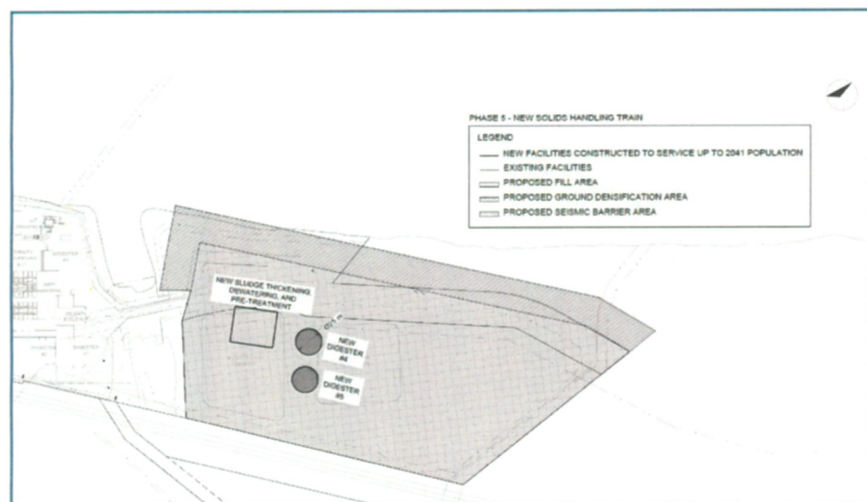 PHASE 5 - NEW SOLIDS HANDLING TRAIN
LEGEND
NEW FACILITIES CONSTRUCTED TO SERVICE UP TO 2041 POPULATION
EXISTING FACILITIES
PROPOSED FILL AREA
PROPOSED GROUND DENSIFICATION AREA
PROPOSED SEISMIC BARRIER AREA
NEW SLUDGE THICKENING,
DEWATERING, AND
PRE-TREATMENT
NEW
DIGESTER
#4
NEW
DIGESTER
#5